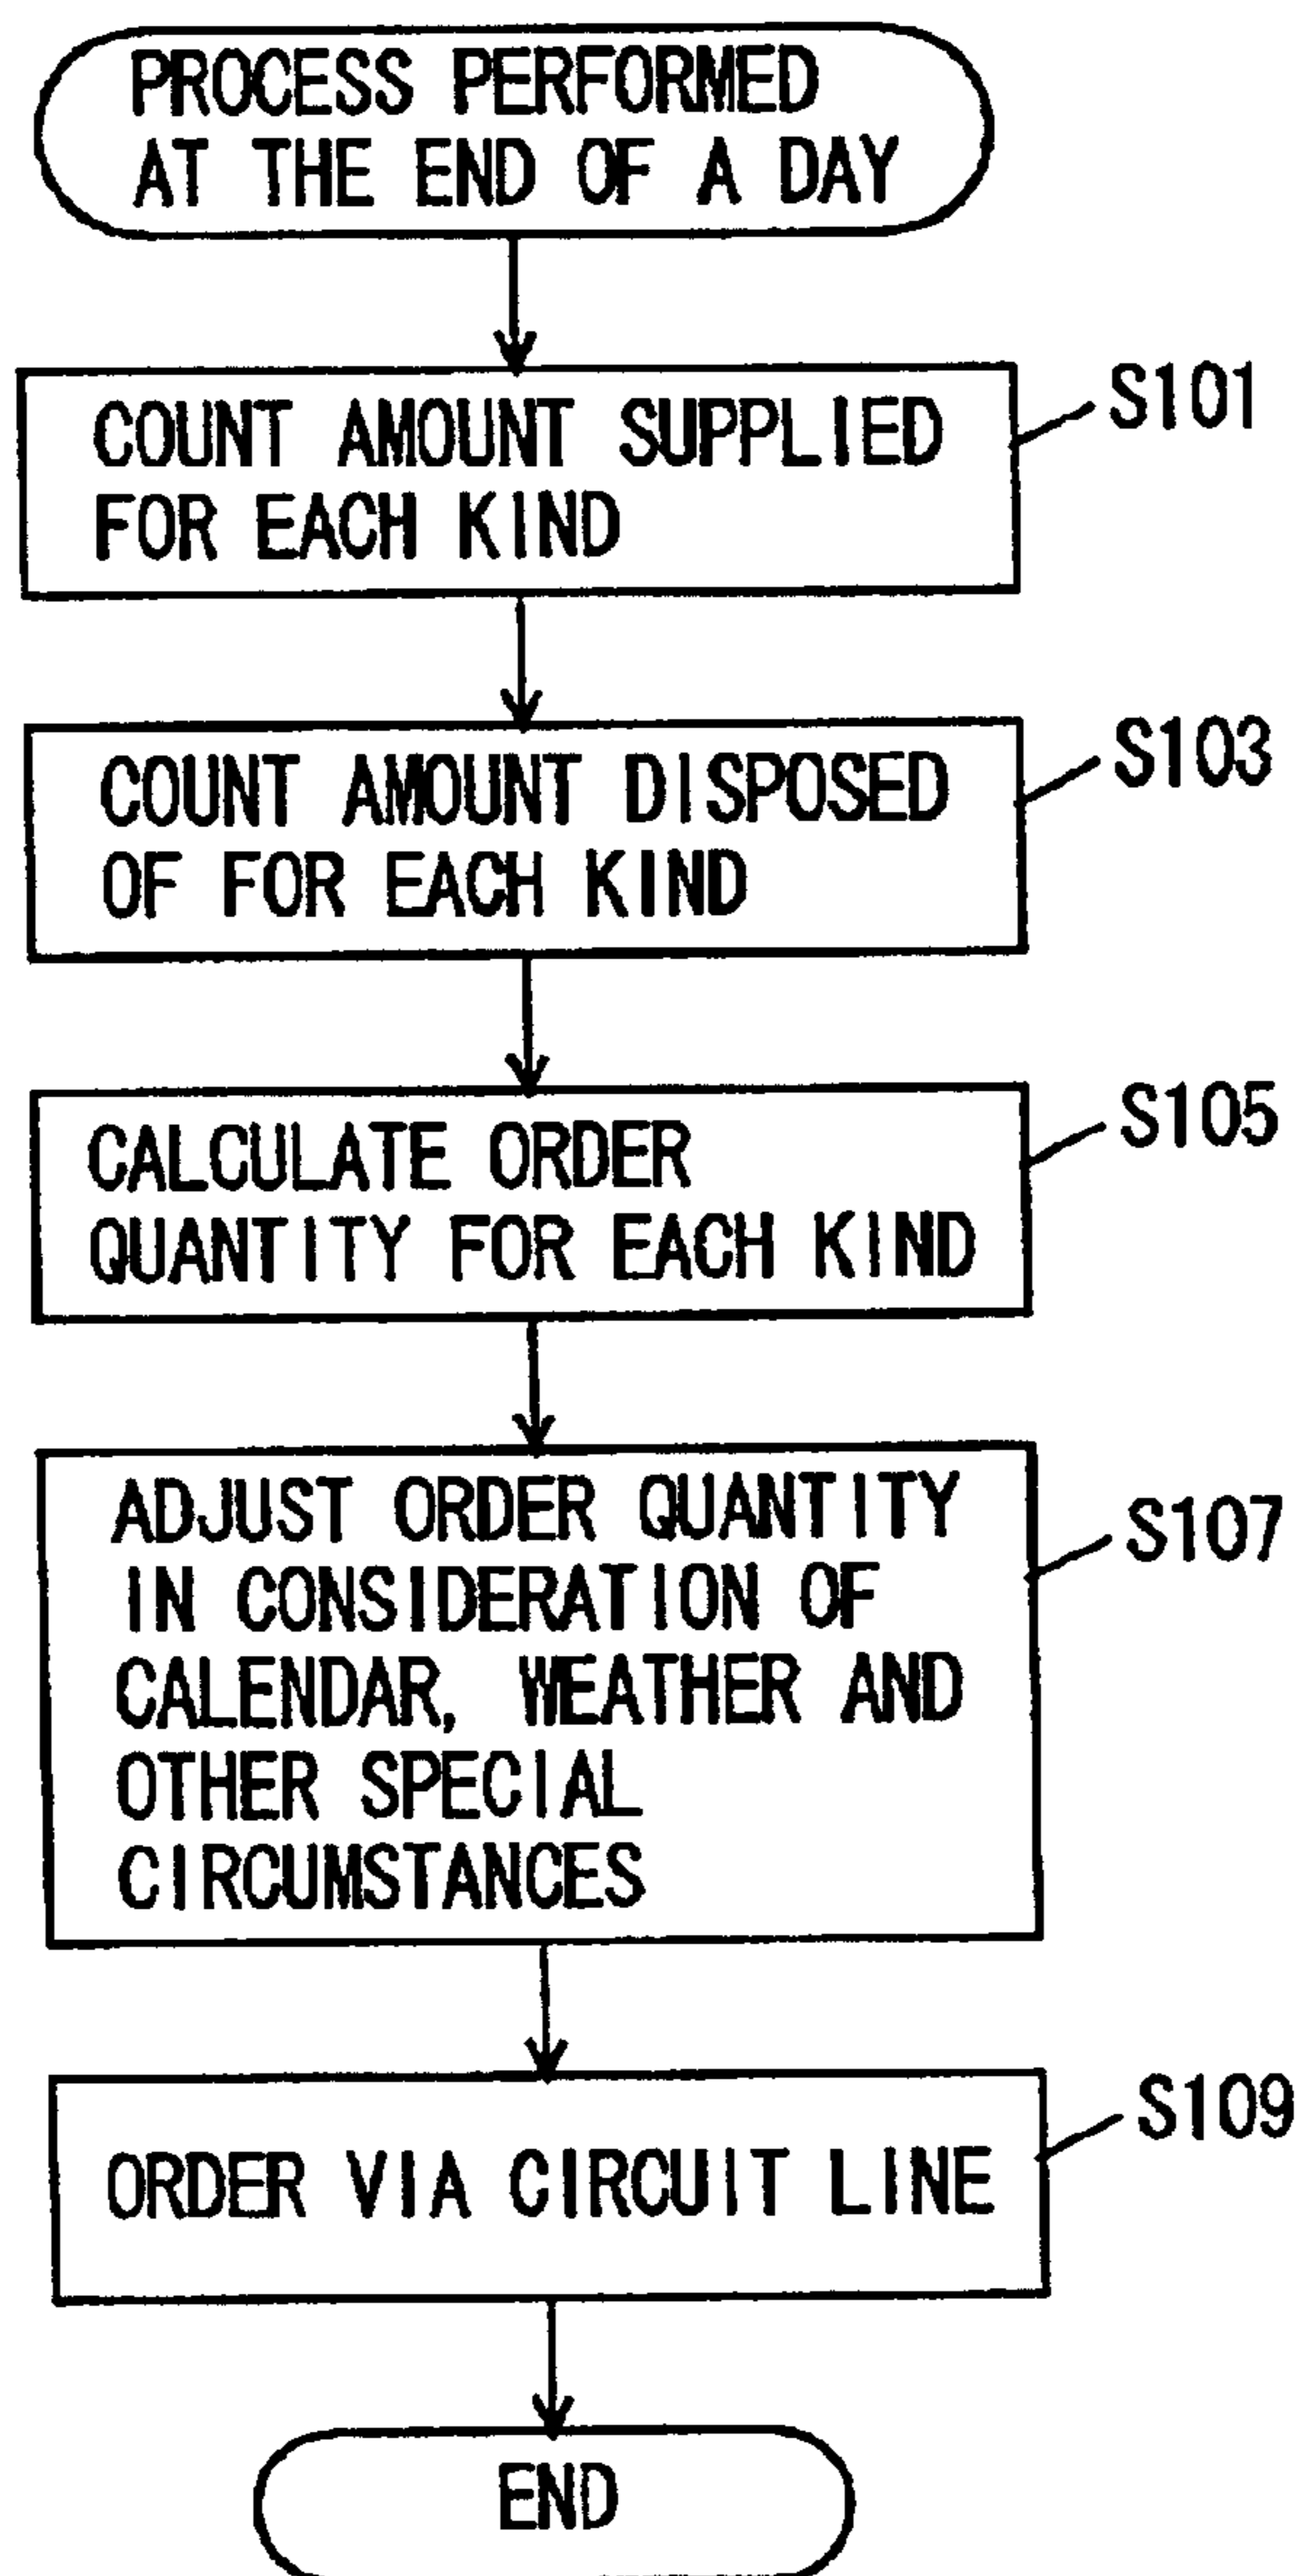 PROCESS PERFORMED
AT THE END OF A DAY
COUNT AMOUNT SUPPLIED
FOR EACH KIND
S101
COUNT AMOUNT DISPOSED
OF FOR EACH KIND
S103
CALCULATE ORDER
QUANTITY FOR EACH KIND
S105
ADJUST ORDER QUANTITY
IN CONSIDERATION OF
CALENDAR, WEATHER AND
OTHER SPECIAL
CIRCUMSTANCES
S107
ORDER VIA CIRCUIT LINE
S109
END